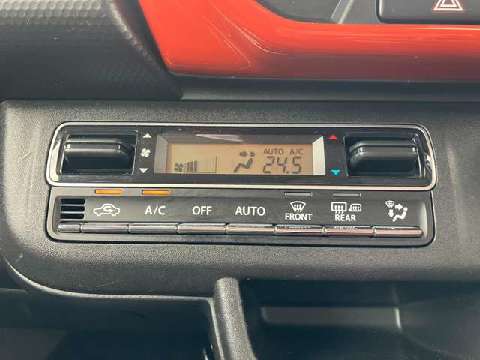 AUTO A/C
24.5
A/C OFF AUTO FRONT REAR